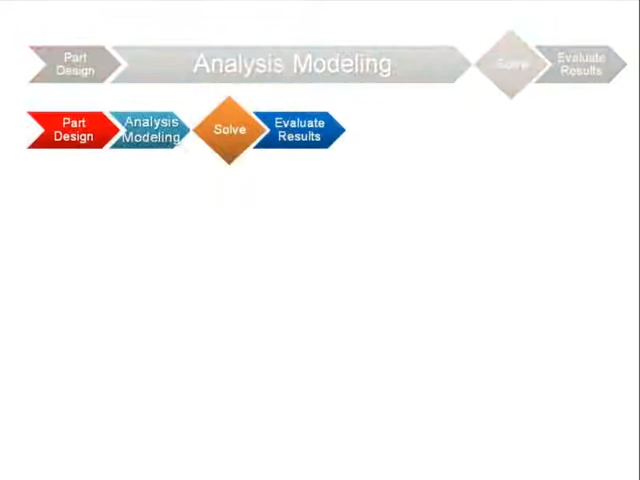 Part
Design
Analysis Modeling
Solve
Evaluate
Results
Part
Design
Analysis
Modeling
Solve
Evaluate
Results